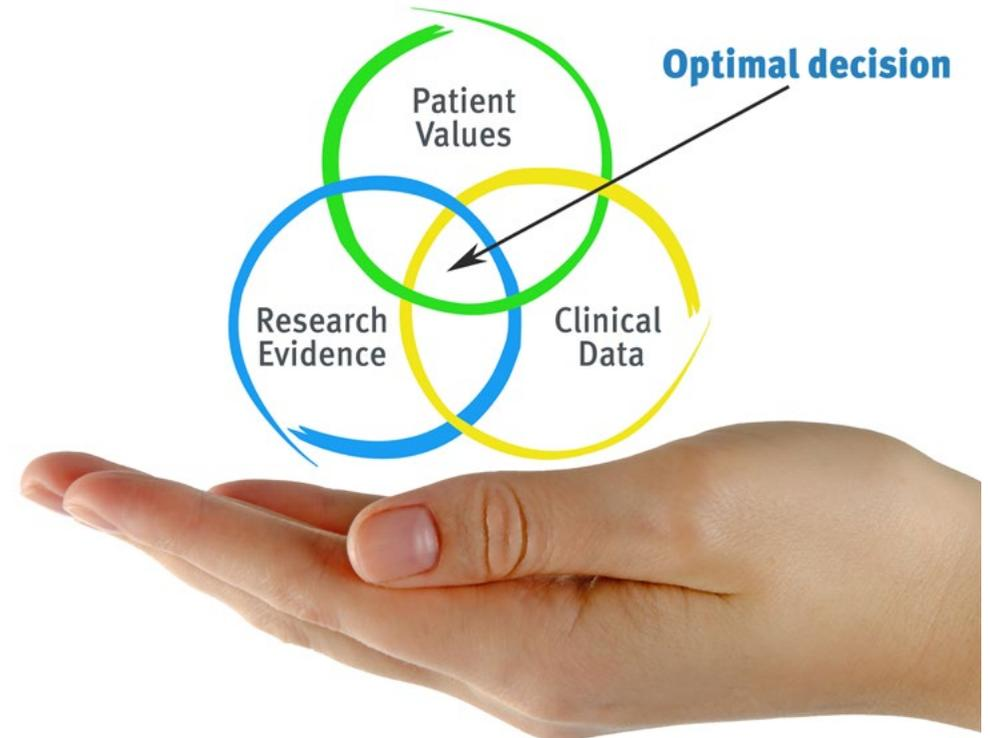 Optimal decision
Patient
Values
Research
Evidence
Clinical
Data